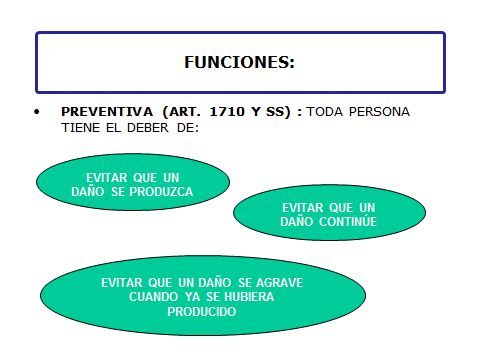 FUNCIONES:
• PREVENTIVA (ART. 1710 Y SS) : TODA PERSONA
TIENE EL DEBER DE:
EVITAR QUE UN
DAÑO SE PRODUZCA
EVITAR QUE UN
DAÑO CONTINÚE
EVITAR QUE UN DAÑO SE AGRAVE
CUANDO YA SE HUBIERA
PRODUCIDO